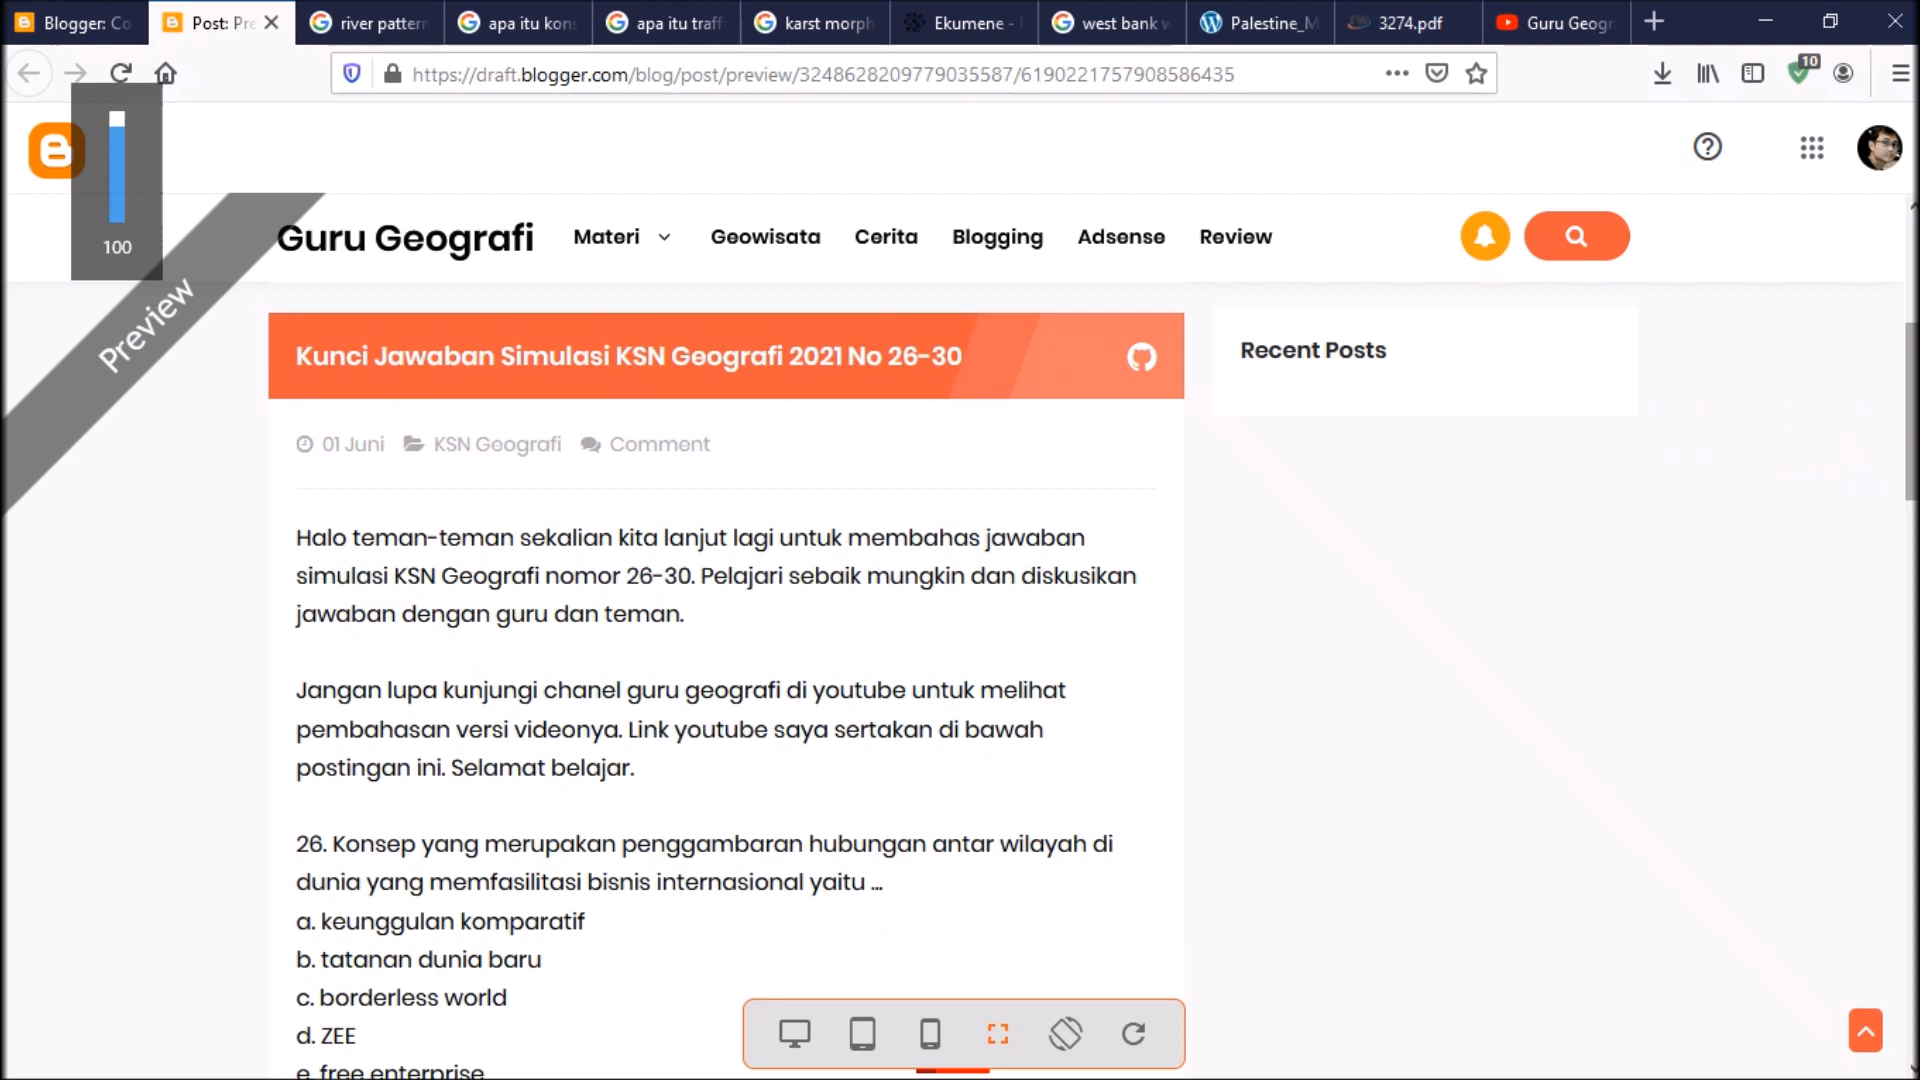 Blogger: Co
Post: Pre
river pattern
apa itu kons
apa itu traff
karst morph
Ekumene -
west bank w
Palestine_M
3274.pdf
Guru Geogr
https://draft.blogger.com/blog/post/preview/3248628209779035587/6190221757908586435
10
100
Preview
Guru Geografi
Materi
Geowisata
Cerita
Blogging
Adsense
Review
Kunci Jawaban Simulasi KSN Geografi 2021 No 26-30
Recent Posts
01 Juni
KSN Geografi
Comment
Halo teman-teman sekalian kita lanjut lagi untuk membahas jawaban
simulasi KSN Geografi nomor 26-30. Pelajari sebaik mungkin dan diskusikan
jawaban dengan guru dan teman.
Jangan lupa kunjungi chanel guru geografi di youtube untuk melihat
pembahasan versi videonya. Link youtube saya sertakan di bawah
postingan ini. Selamat belajar.
26. Konsep yang merupakan penggambaran hubungan antar wilayah di
dunia yang memfasilitasi bisnis internasional yaitu ...
a. keunggulan komparatif
b. tatanan dunia baru
c. borderless world
d. ZEE
e. free enterprise